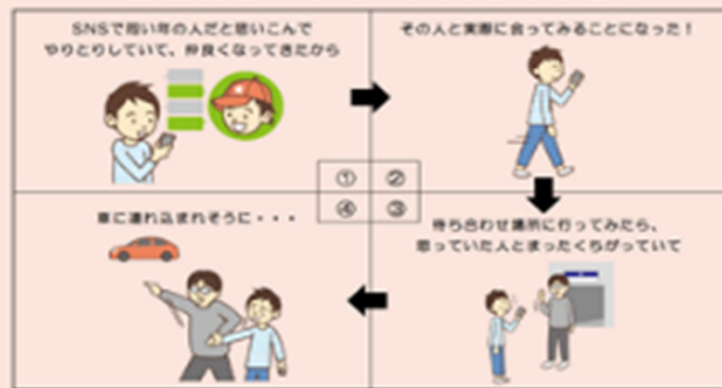 SNSで同い年の人だと思いこんで
やりとりしていて、仲良くなってきたから
その人と実際に会ってみることになった！
① ②
④ ③
待ち合わせ場所に行ってみたら、
思っていた人とまったくちがっていて
車に連れ込まれそうに・・・